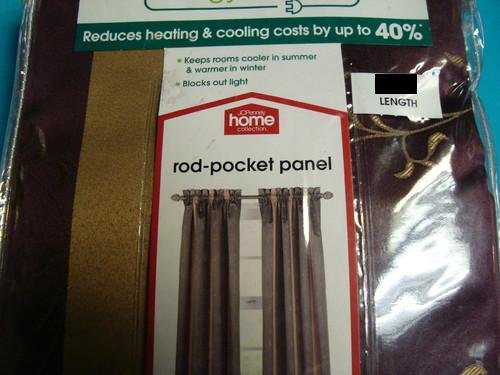 Reduces heating & cooling costs by up to 40%*
• Keeps rooms cooler in summer
& warmer in winter
• Blocks out light
LENGTH
JCPenney
home
collection.
rod-pocket panel